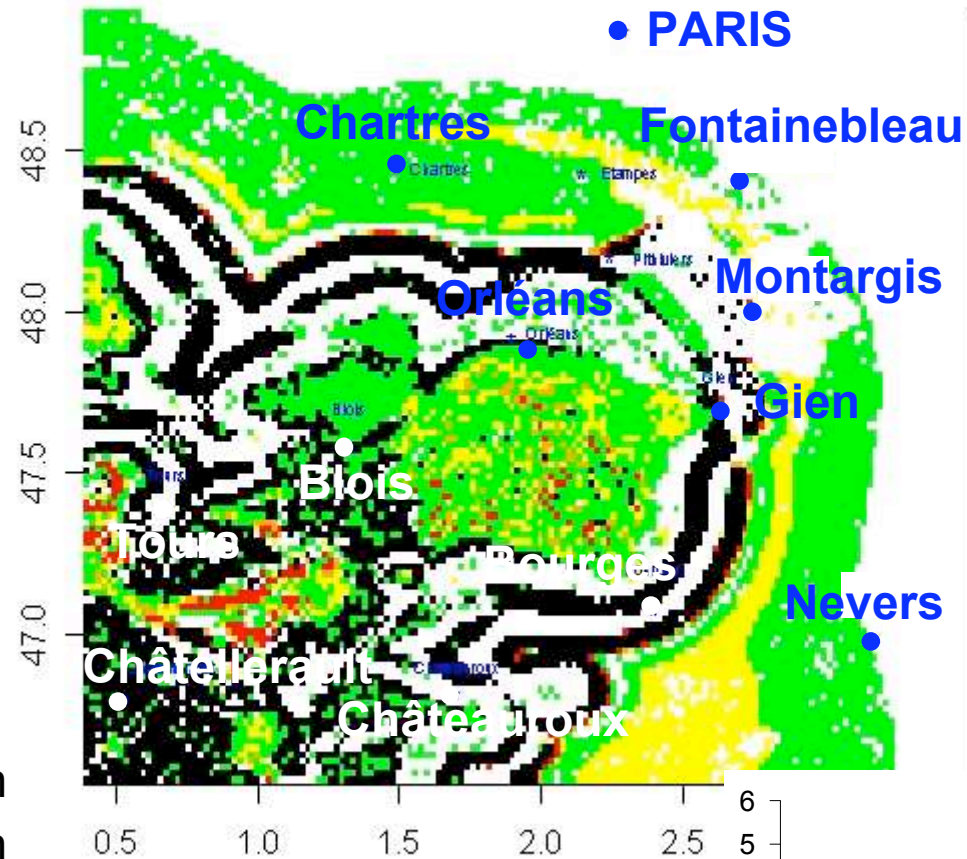 PARIS
Chartres
Fontainebleau
Chartres
Etampes
Montargis
Orléans
Orléans
Gien
Gien
Blois
Blois
Tours
Bourges
Nevers
Châtellerault
Châteauroux
48.5
48.0
47.5
47.0
0.5 1.0 1.5 2.0 2.5
6
5